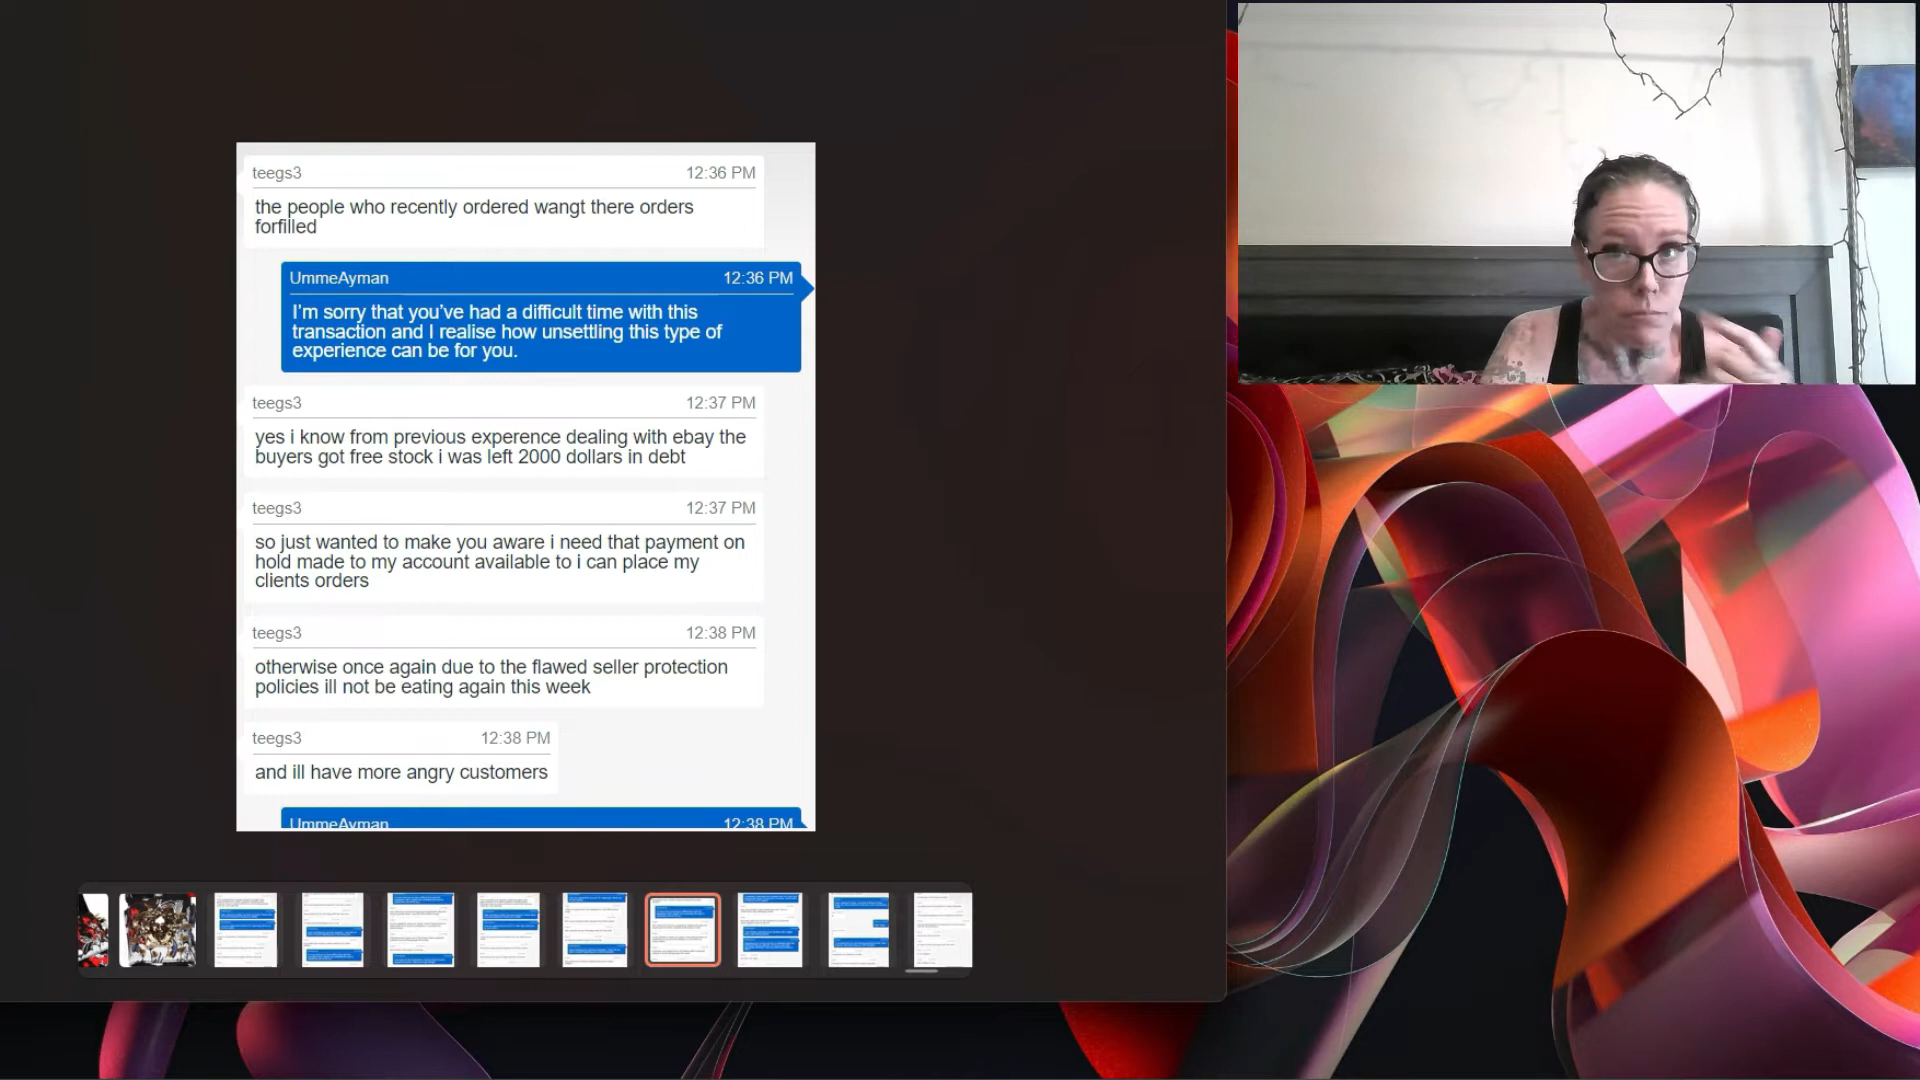 teegs3 12:36 PM
the people who recently ordered wangt there orders
forfilled
UmmeAyman 12:36 PM
I'm sorry that you've had a difficult time with this
transaction and I realise how unsettling this type of
experience can be for you.
teegs3 12:37 PM
yes i know from previous experence dealing with ebay the
buyers got free stock i was left 2000 dollars in debt
teegs3 12:37 PM
so just wanted to make you aware i need that payment on
hold made to my account available to i can place my
clients orders
teegs3 12:38 PM
otherwise once again due to the flawed seller protection
policies ill not be eating again this week
teegs3 12:38 PM
and ill have more angry customers
UmmeAyman 12:38 PM